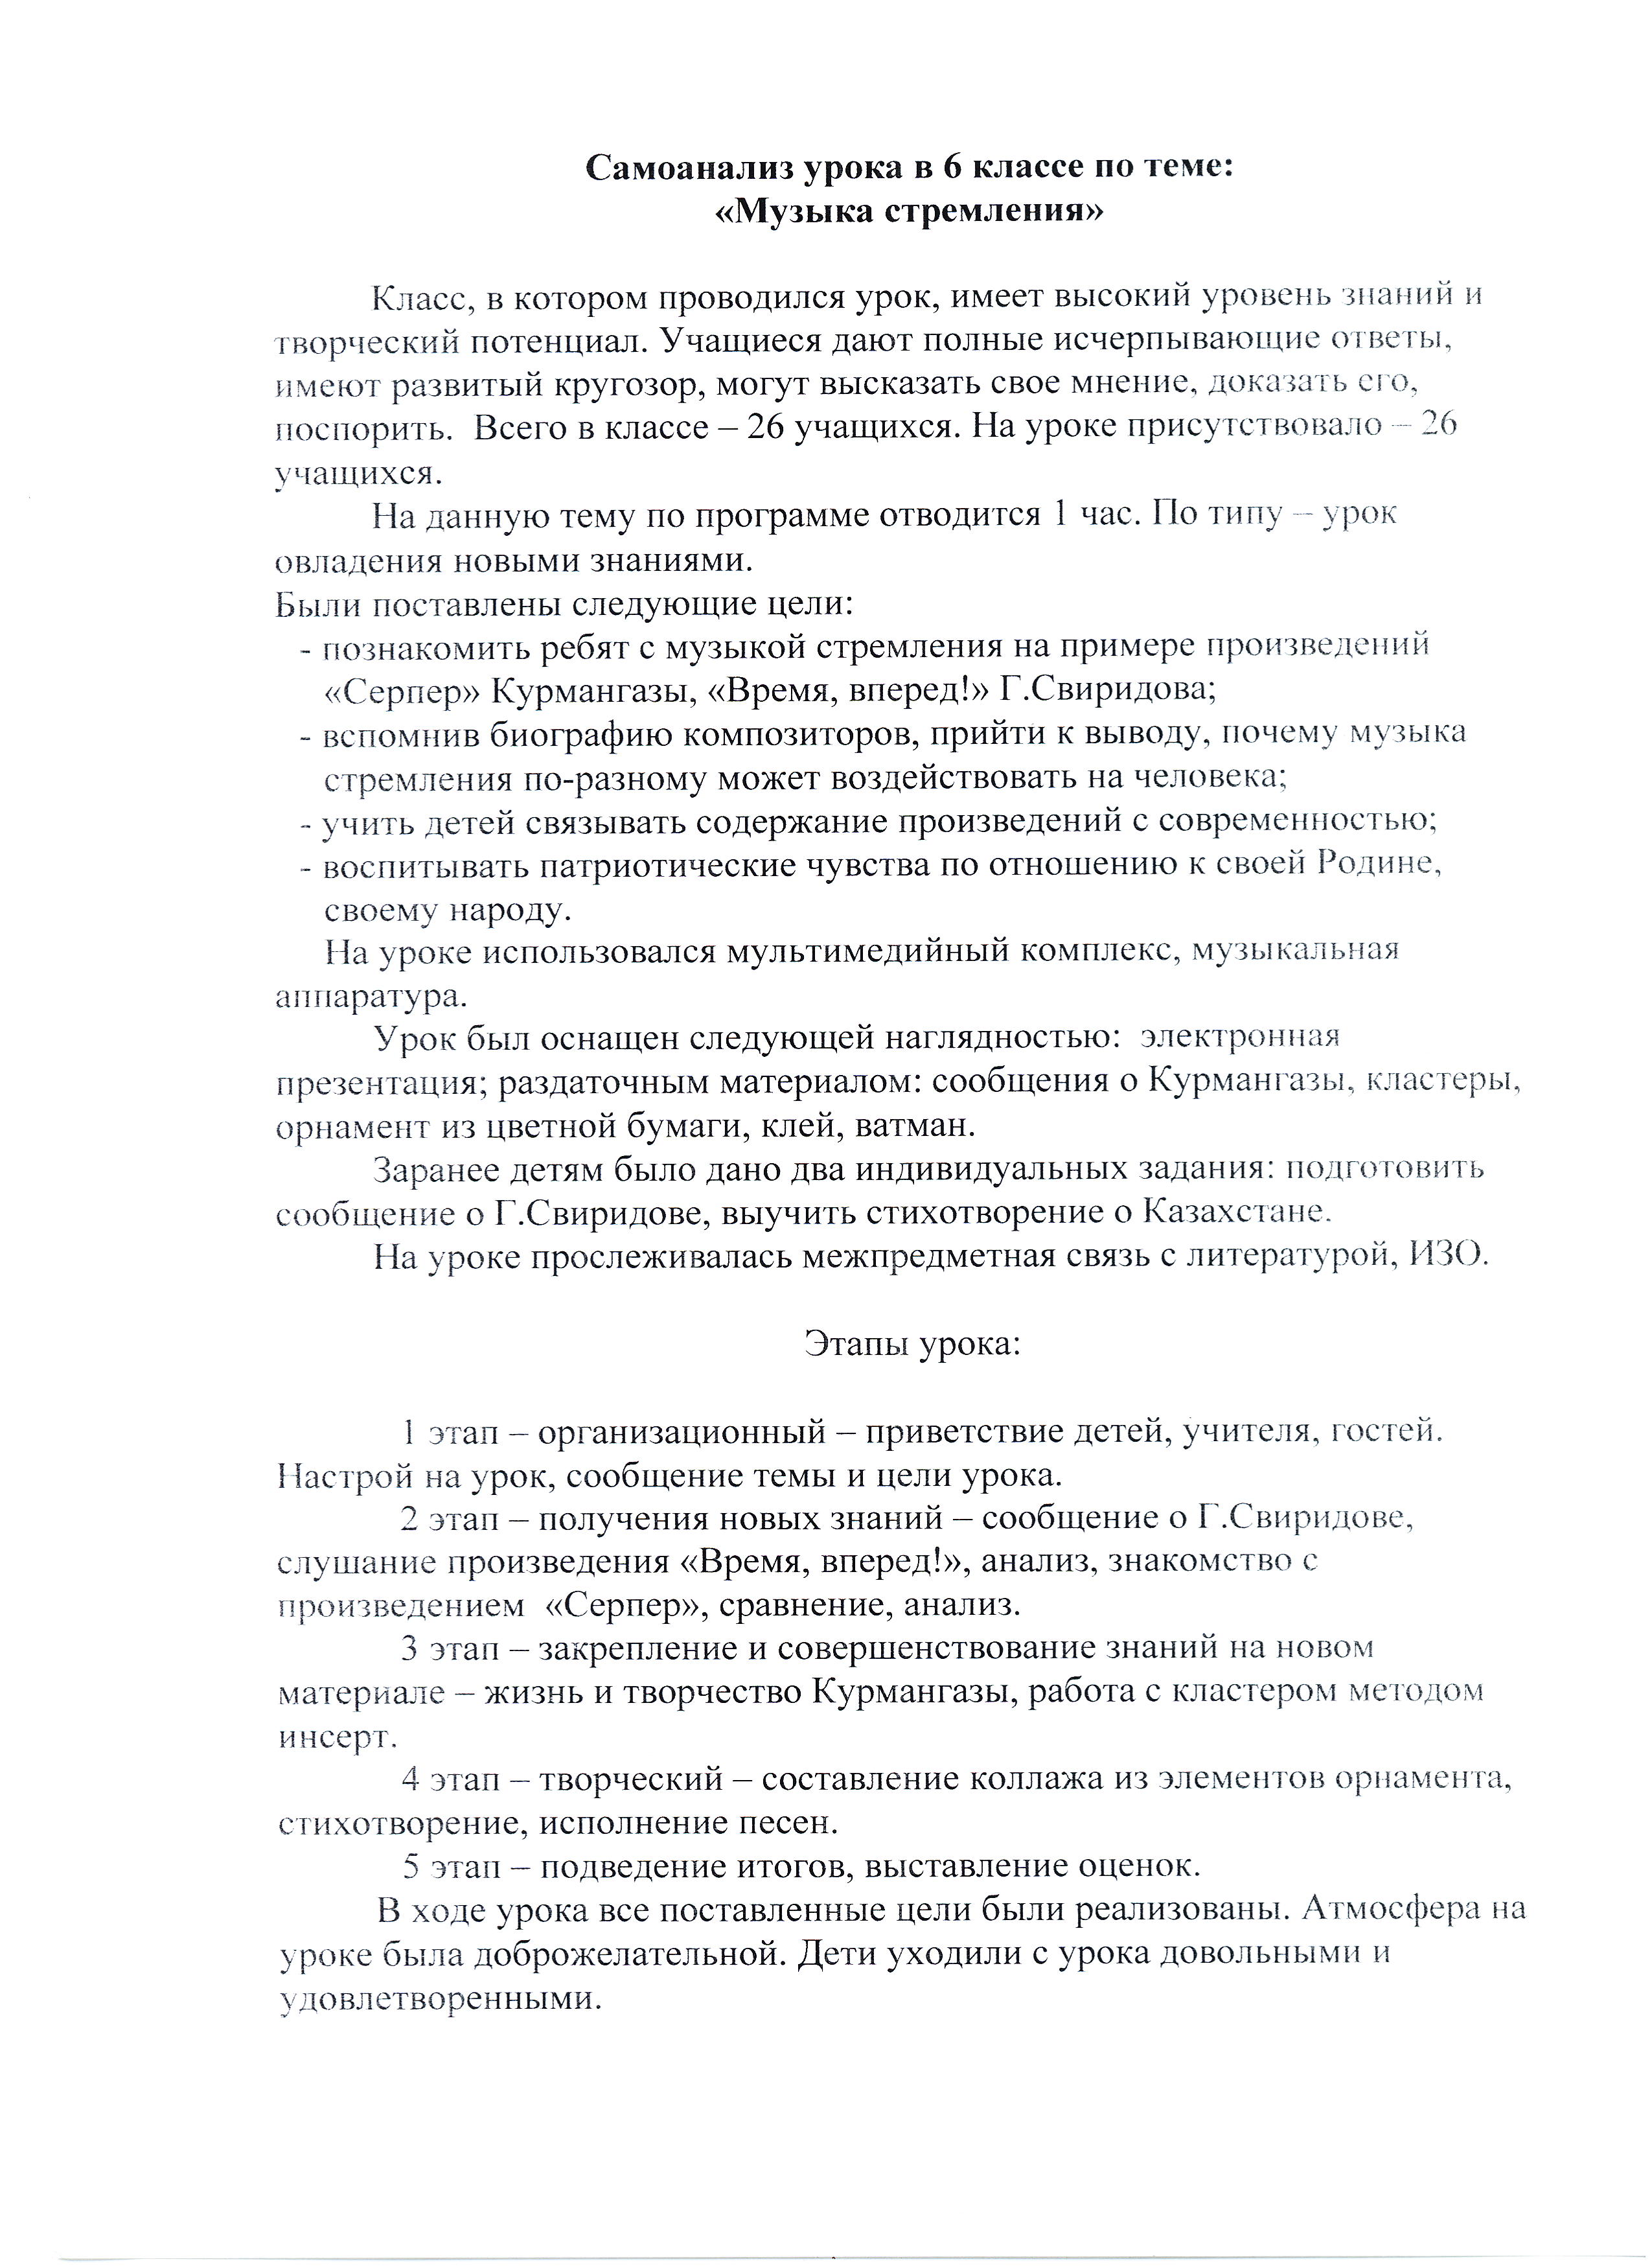 Самоанализ урока в 6 классе по теме:
«Музыка стремления»
Класс, в котором проводился урок, имеет высокий уровень знаний и
творческий потенциал. Учащиеся дают полные исчерпывающие ответы,
имеют развитый кругозор, могут высказать свое мнение, доказать его,
поспорить.  Всего в классе – 26 учащихся. На уроке присутствовало – 26
учащихся.
На данную тему по программе отводится 1 час. По типу – урок
овладения новыми знаниями.
Были поставлены следующие цели:
- познакомить ребят с музыкой стремления на примере произведений
«Серпер» Курмангазы, «Время, вперед!» Г.Свиридова;
- вспомнив биографию композиторов, прийти к выводу, почему музыка
стремления по-разному может воздействовать на человека;
- учить детей связывать содержание произведений с современностью;
- воспитывать патриотические чувства по отношению к своей Родине,
своему народу.
На уроке использовался мультимедийный комплекс, музыкальная
аппаратура.
Урок был оснащен следующей наглядностью:  электронная
презентация; раздаточным материалом: сообщения о Курмангазы, кластеры,
орнамент из цветной бумаги, клей, ватман.
Заранее детям было дано два индивидуальных задания: подготовить
сообщение о Г.Свиридове, выучить стихотворение о Казахстане.
На уроке прослеживалась межпредметная связь с литературой, ИЗО.
Этапы урока:
1 этап – организационный – приветствие детей, учителя, гостей.
Настрой на урок, сообщение темы и цели урока.
2 этап – получения новых знаний – сообщение о Г.Свиридове,
слушание произведения «Время, вперед!», анализ, знакомство с
произведением  «Серпер», сравнение, анализ.
3 этап – закрепление и совершенствование знаний на новом
материале – жизнь и творчество Курмангазы, работа с кластером методом
инсерт.
4 этап – творческий – составление коллажа из элементов орнамента,
стихотворение, исполнение песен.
5 этап – подведение итогов, выставление оценок.
В ходе урока все поставленные цели были реализованы. Атмосфера на
уроке была доброжелательной. Дети уходили с урока довольными и
удовлетворенными.